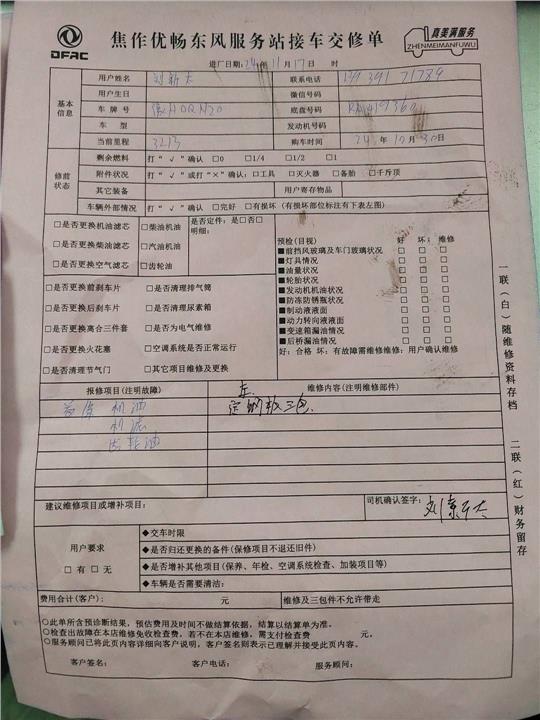 DFAC
焦作优畅东风服务站接车交修单
真美满服务
ZHENMEIMANFUWU
进厂日期: 24年 11月 17日 时
用户姓名 联系电话
基本信息
用户生日 微信号码
车牌号 底盘号码
车 型 发动机号码
当前里程 3213 购车时间 24 年 10 月 30日
修前状态
剩余燃料 打“√”确认 □0 □1/4 □1/2 □1
附件状况 打“√”或打“×”确认:□工具 □灭火器 □备胎 □千斤顶
其它装备 用户寄存物品
车辆外部情况 打“√”确认 □完好 □有损坏 (有损坏部位标注有下表左图)
□是否更换机油滤芯 □柴油机油 是否定件: 是□否□
明细:
□是否更换柴油滤芯 □汽油机油
□是否更换空气滤芯 □齿轮油
预检(目视) 好 坏: 维修
■前挡风玻璃及车门玻璃状况 □ □ □
■灯具情况 □ □ □
■油量状况 □ □ □
■轮胎状况 □ □ □
■发动机机油状况 □ □ □
■防冻防锈瓶状况 □ □ □
■制动液液面 □ □ □
■动力转向液液面 □ □ □
■变速箱漏油情况 □ □ □
■后桥漏油情况 □ □ □
好: 合格 坏: 有故障需维修维修: 用户确认维修
□是否更换前刹车片 □是否清理排气筒
□是否更换后刹车片 □是否清理尿素箱
□是否更换离合三件套 □是否为电气维修
□是否更换火花塞 □空调系统是否正常运行
□是否清理节气门 □其它项目维修及更换
报修项目(注明故障) 维修内容(注明维修部件)
机油
机滤
齿轮油
建议维修项目或增补项目: 司机确认签字:
用户要求
□有 □无
◆交车时限
◆是否归还更换的备件(保修项目不退还旧件)
◆是否增补其他项目(保养、年检、空调系统检查、加装项目等)
◆车辆是否需要清洁:
费用合计(客户): 元 维修及三包件不允许带走
○此单所含预诊断结果, 预估费用及时间不做结算依据, 结算以结算单为准。
○检查出故障在本店维修免收检查费, 若不在本店维修, 需支付检查费 元。
○服务顾问已将此页内容详细向客户说明, 客户签名则表示已理解并接受此页内容。
客户签名: 客户电话: 服务顾问:
一联(白)随维修资料存档
二联(红)财务留存